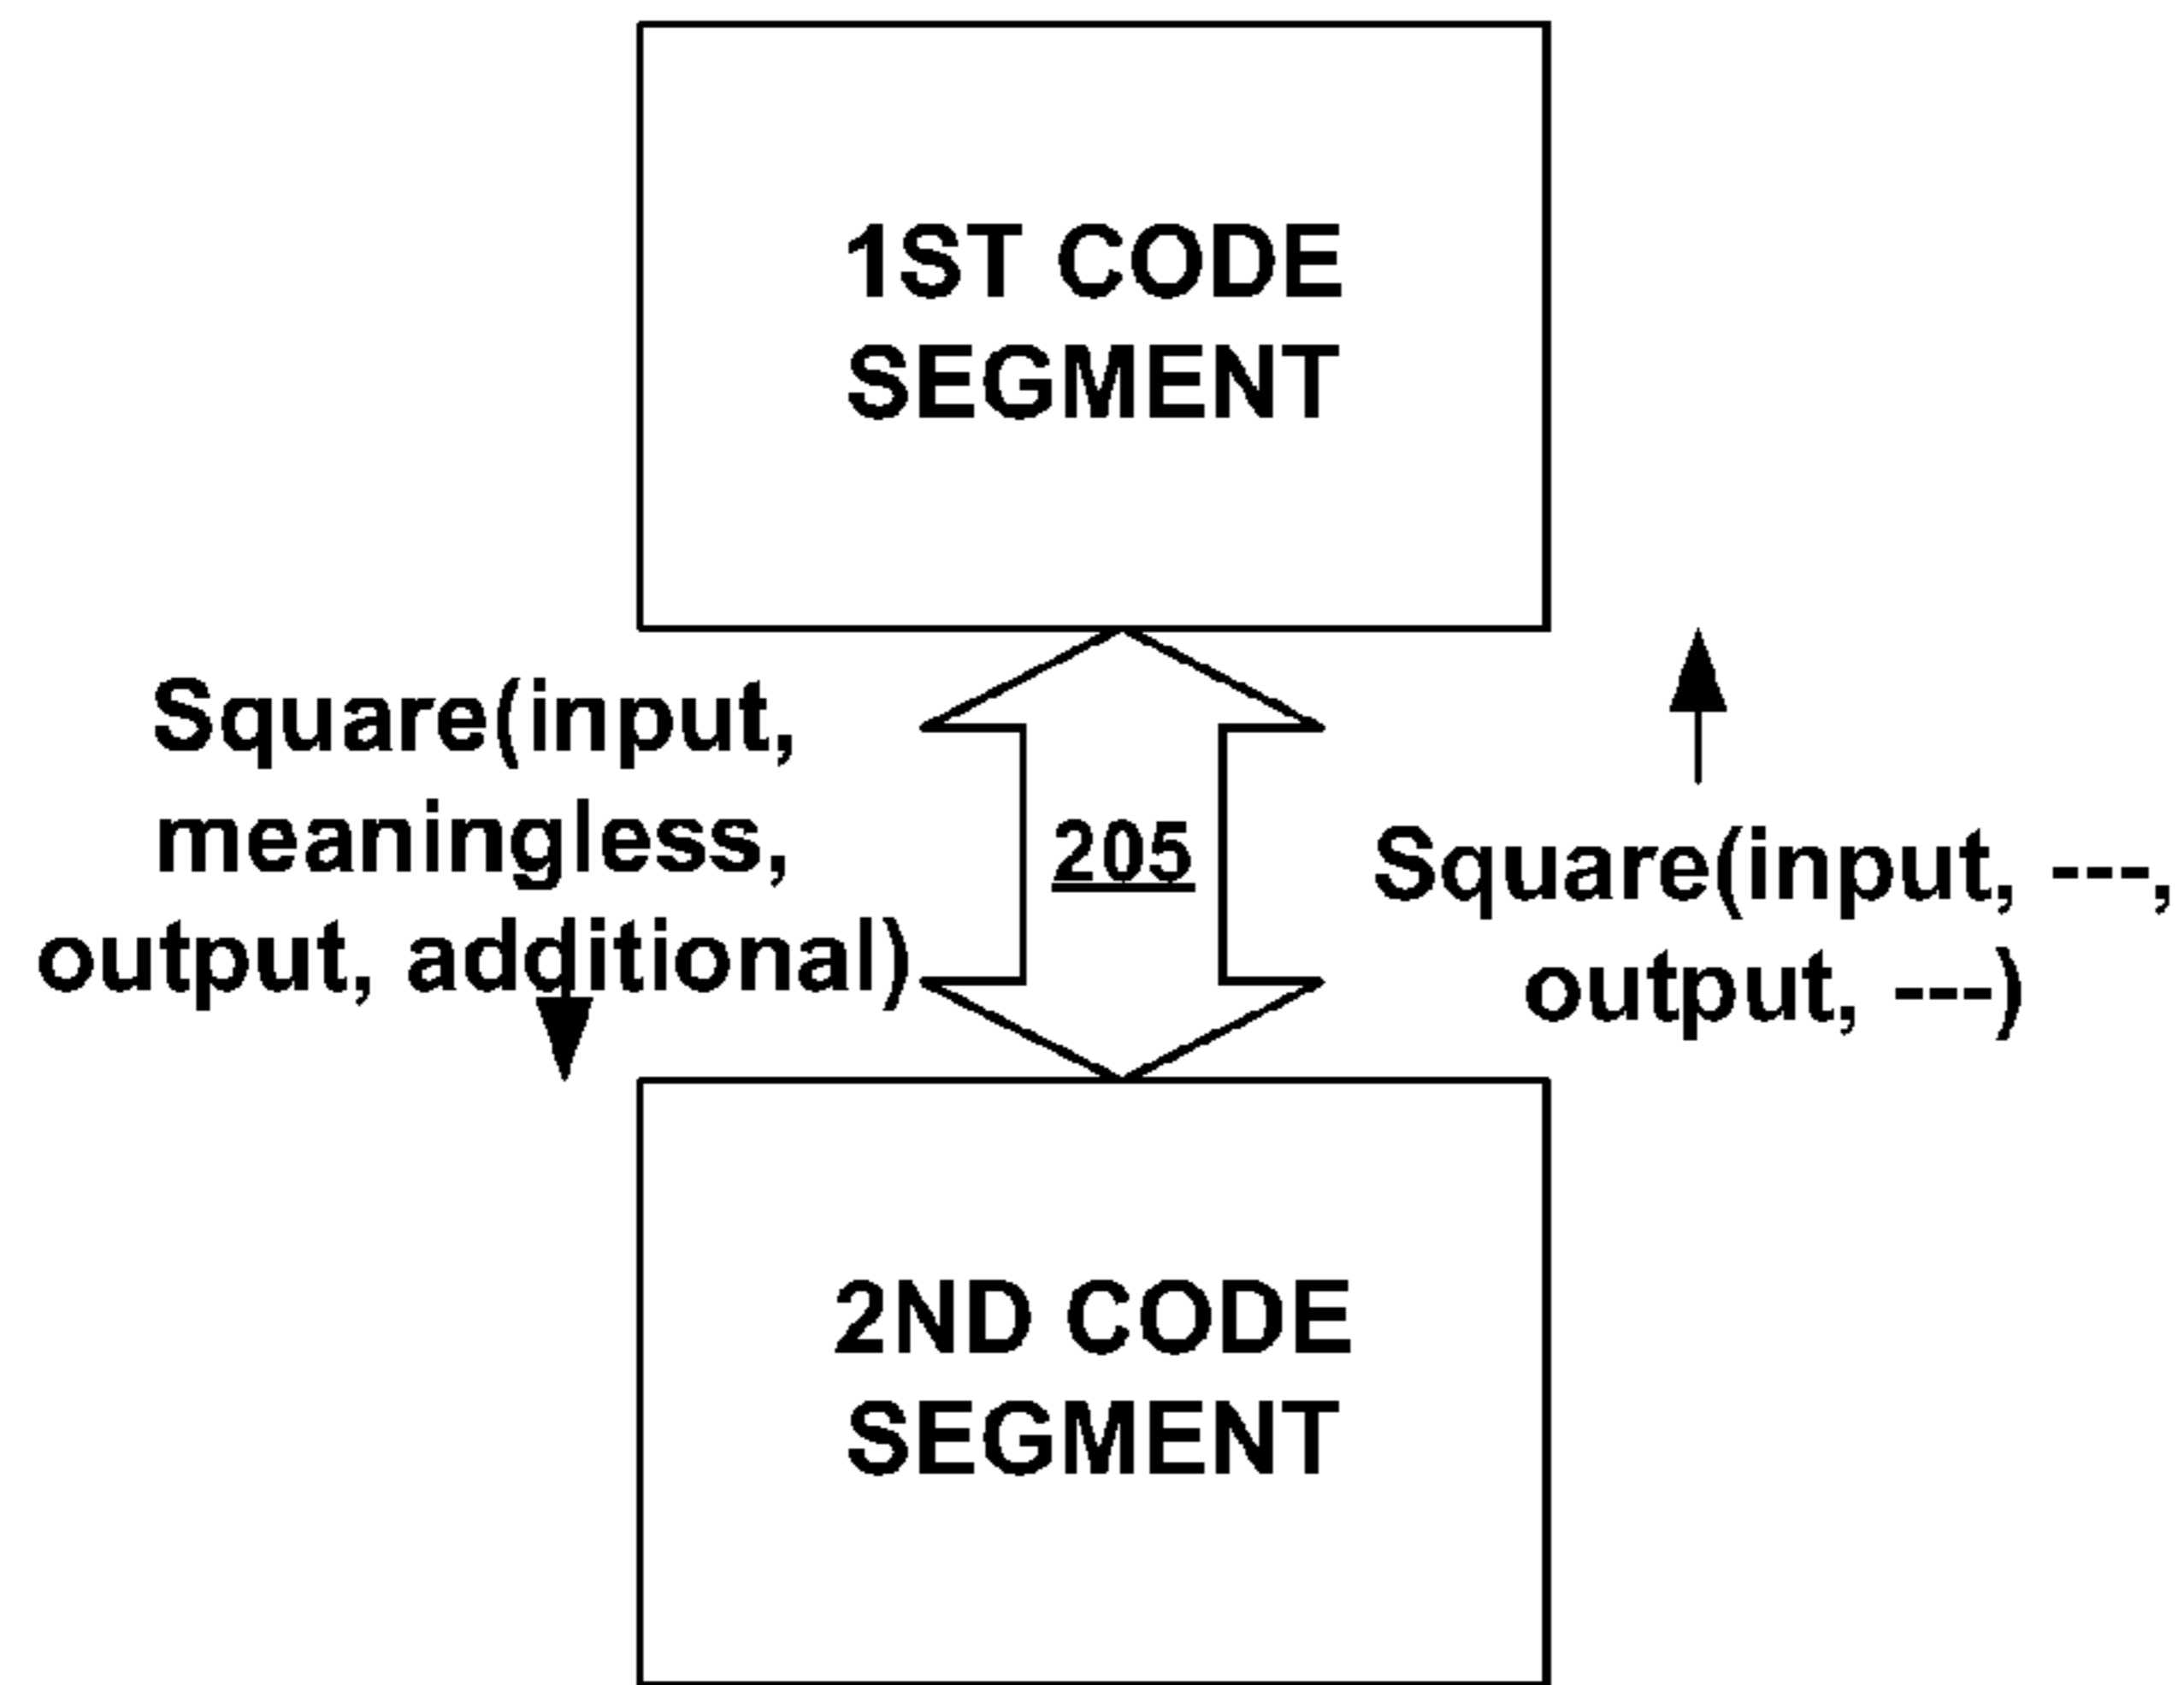 1ST CODE
SEGMENT
Square(input,
meaningless,
output, additional)
205
Square(input, ---,
output, ---)
2ND CODE
SEGMENT